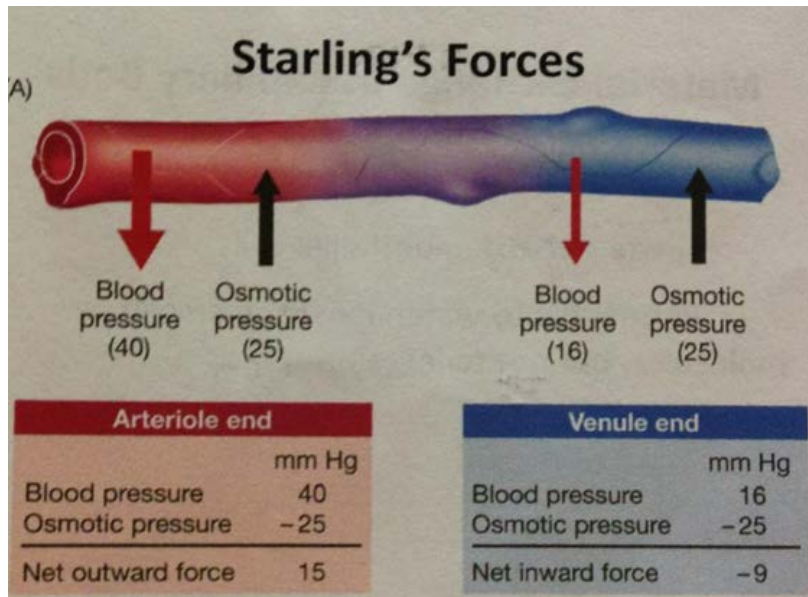 Starling's Forces
(A)
Blood
pressure
(40)
Osmotic
pressure
(25)
Blood
pressure
(16)
Osmotic
pressure
(25)
Arteriole end
mm Hg
Blood pressure 40
Osmotic pressure -25
Net outward force 15
Venule end
mm Hg
Blood pressure 16
Osmotic pressure -25
Net inward force -9